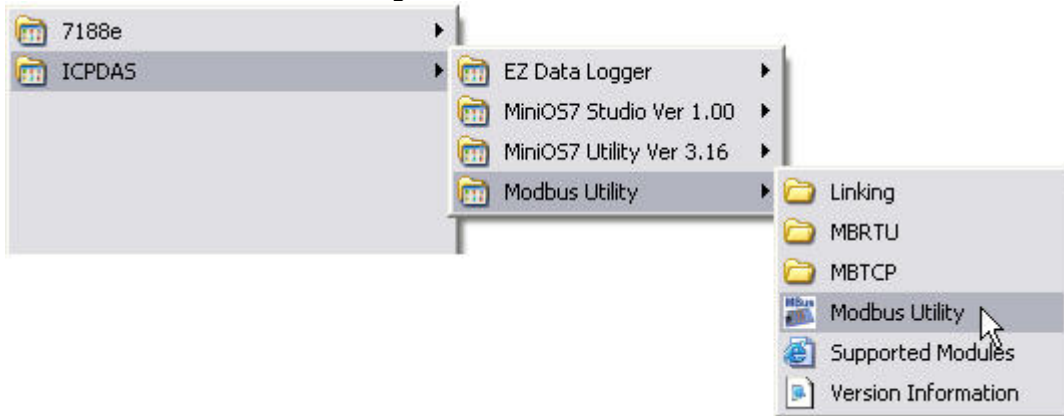 7188e
ICPDAS
EZ Data Logger
MiniOS7 Studio Ver 1.00
MiniOS7 Utility Ver 3.16
Modbus Utility
Linking
MBRTU
MBTCP
MBus
Modbus Utility
Supported Modules
Version Information